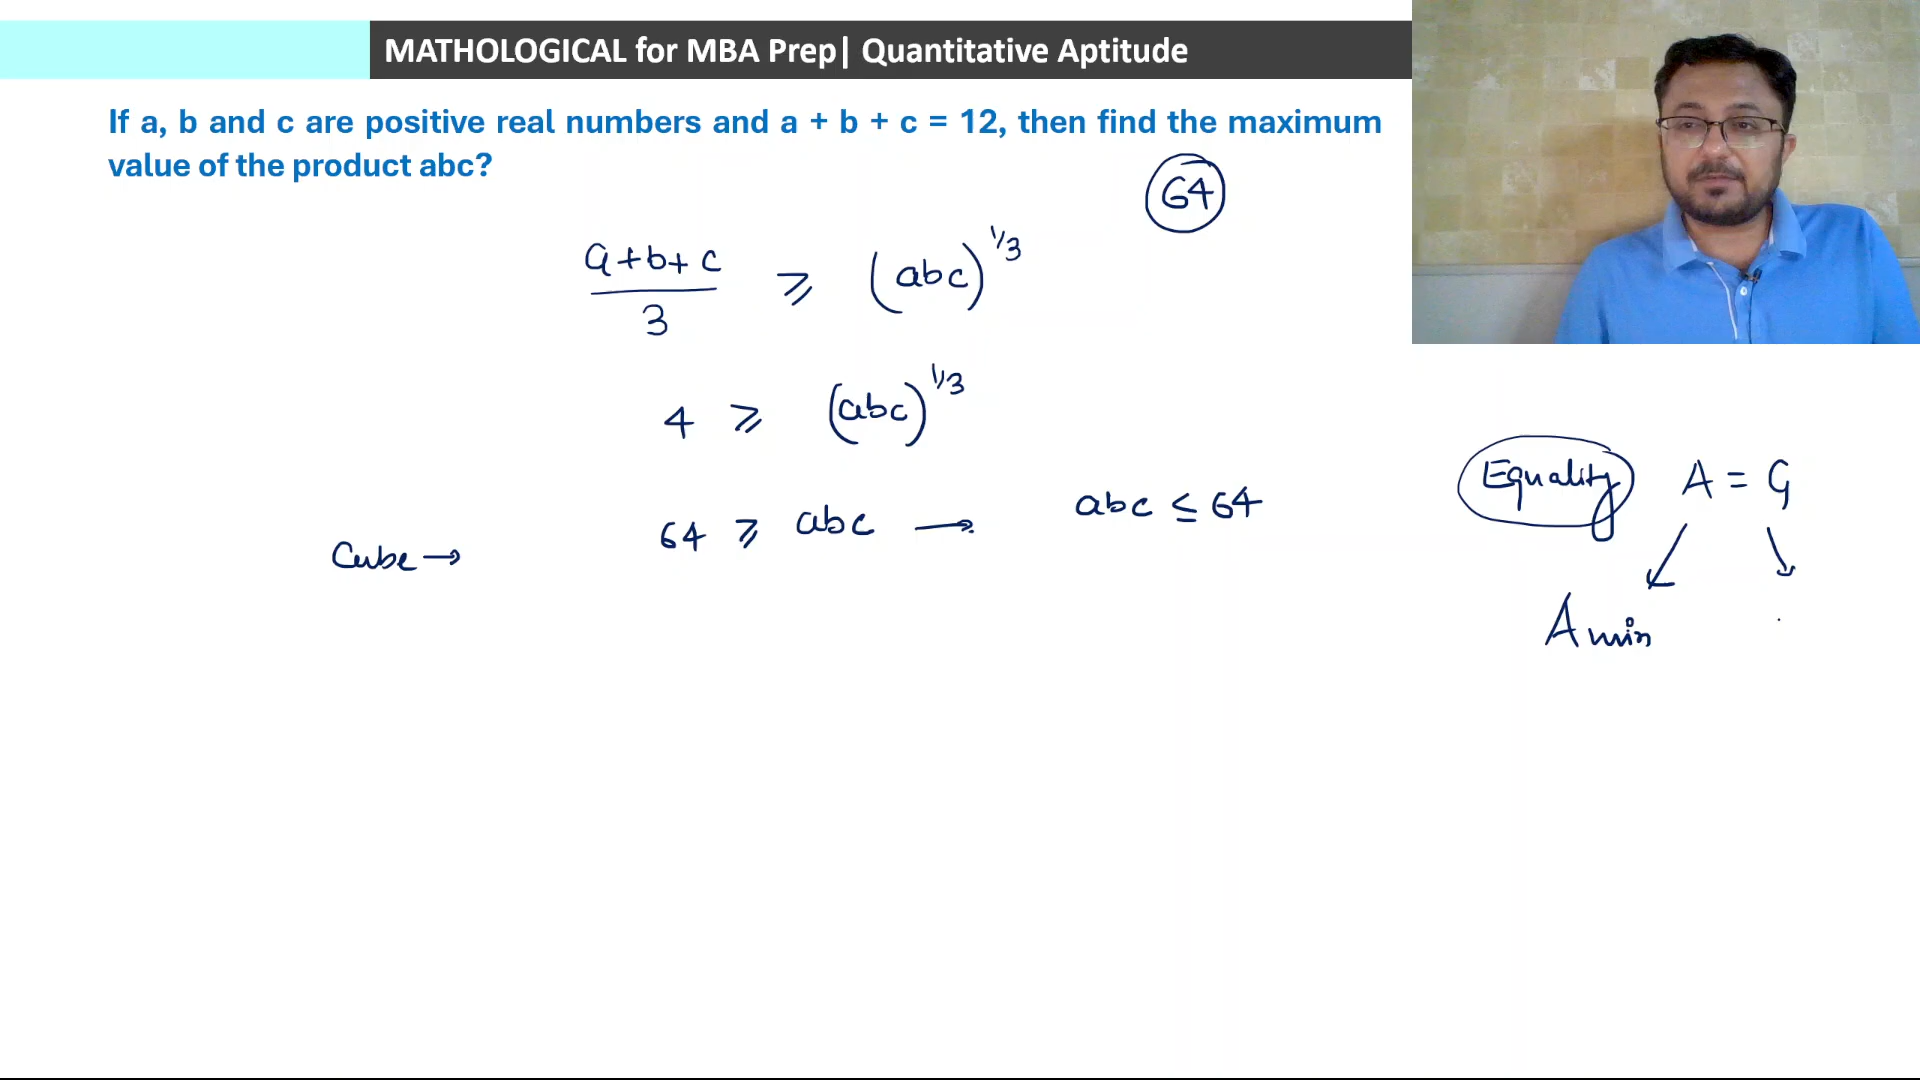 MATHOLOGICAL for MBA Prep| Quantitative Aptitude
If a, b and c are positive real numbers and a + b + c = 12, then find the maximum
value of the product abc?
64
a+b+c / 3 ⩾ (abc)^1/3
4 ⩾ (abc)^1/3
Cube → 64 ⩾ abc → abc ≤ 64
Equality A = G
A min